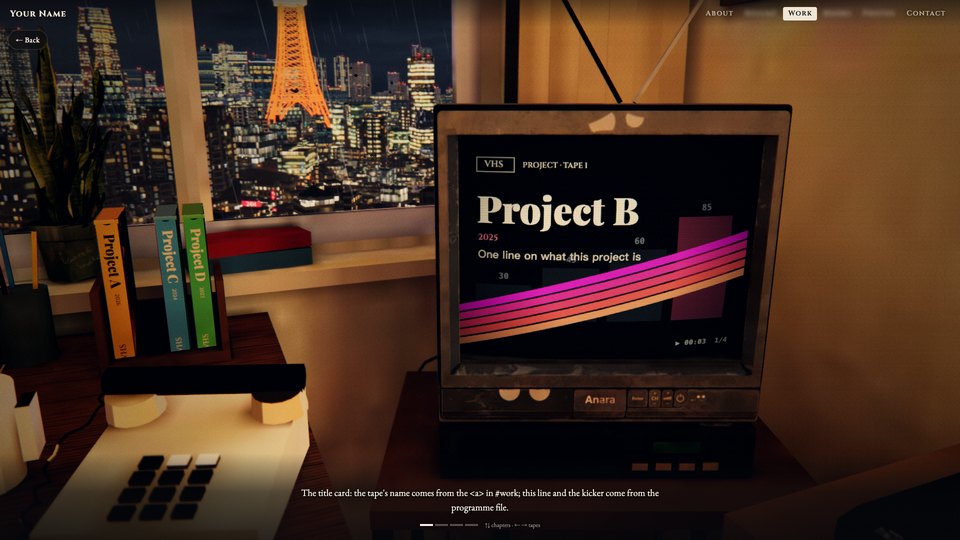 YOUR NAME
ABOUT
WORK
CONTACT
← Back
VHS PROJECT · TAPE 1
Project B
2025
One line on what this project is
30
60
85
▶ 00:03 1/4
Project A
Project C
Project D
Anara
The title card: the tape's name comes from the <a> in #work; this line and the kicker come from the
programme file.
↑↓ chapters · ← → tapes